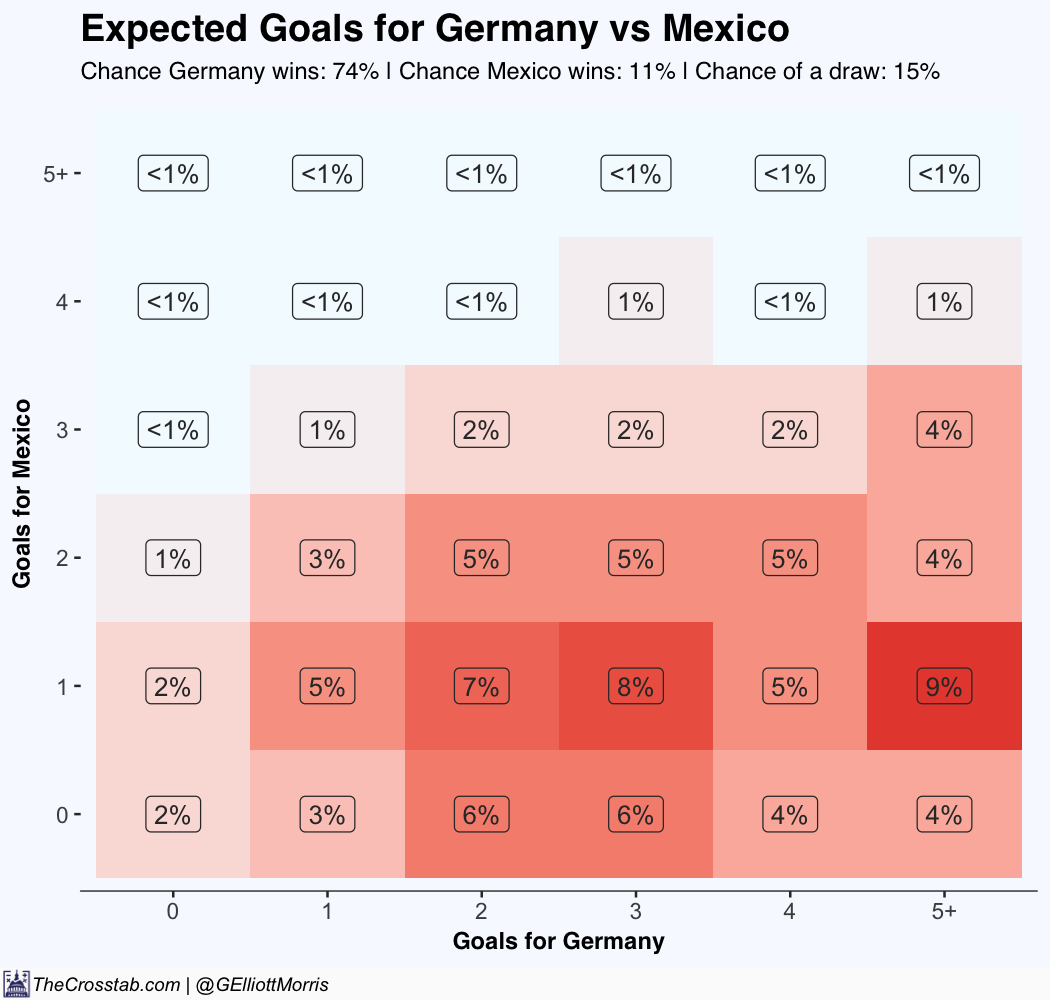 Expected Goals for Germany vs Mexico
Chance Germany wins: 74% | Chance Mexico wins: 11% | Chance of a draw: 15%
5+ <1% <1% <1% <1% <1% <1%
4 <1% <1% <1% 1% <1% 1%
Goals for Mexico
3 <1% 1% 2% 2% 2% 4%
2 1% 3% 5% 5% 5% 4%
1 2% 5% 7% 8% 5% 9%
0 2% 3% 6% 6% 4% 4%
0 1 2 3 4 5+
Goals for Germany
TheCrosstab.com | @GElliottMorris